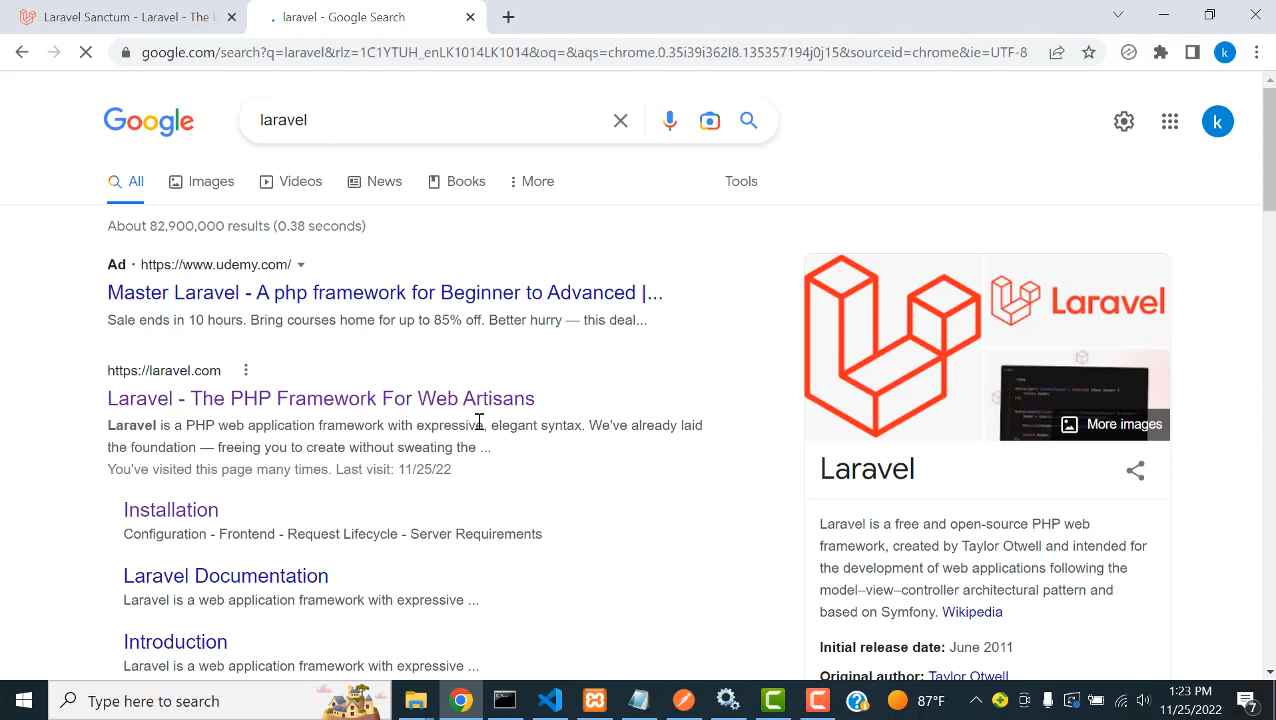 Laravel Sanctum - Laravel - The P
laravel - Google Search
google.com/search?q=laravel&rlz=1C1YTUH_enLK1014LK1014&oq=&aqs=chrome.0.35i39i362l8.135357194j0j15&sourceid=chrome&ie=UTF-8
k
Google
laravel
k
All
Images
Videos
News
Books
More
Tools
About 82,900,000 results (0.38 seconds)
Ad · https://www.udemy.com/
Master Laravel - A php framework for Beginner to Advanced |...
Sale ends in 10 hours. Bring courses home for up to 85% off. Better hurry — this deal...
https://laravel.com
Laravel - The PHP Framework For Web Artisans
Laravel is a PHP web application framework with expressive, elegant syntax. We've already laid
the foundation — freeing you to create without sweating the ...
You've visited this page many times. Last visit: 11/25/22
Installation
Configuration - Frontend - Request Lifecycle - Server Requirements
Laravel Documentation
Laravel is a web application framework with expressive ...
Introduction
Laravel is a web application framework with expressive ...
Laravel
More images
Laravel
Laravel is a free and open-source PHP web
framework, created by Taylor Otwell and intended for
the development of web applications following the
model–view–controller architectural pattern and
based on Symfony. Wikipedia
Initial release date: June 2011
Original author: Taylor Otwell
Type here to search
87°F
1:23 PM
11/25/2022
7